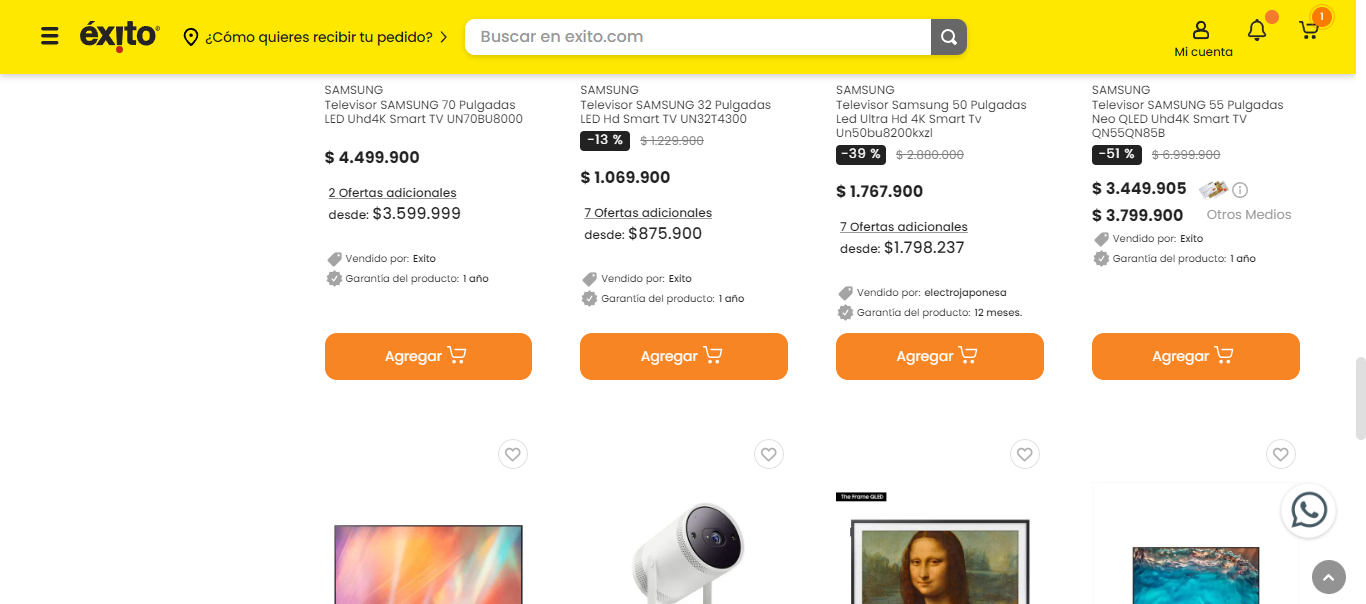 éxito
¿Cómo quieres recibir tu pedido?
Buscar en exito.com
Mi cuenta
1
SAMSUNG
Televisor SAMSUNG 70 Pulgadas
LED Uhd4K Smart TV UN70BU8000
$ 4.499.900
2 Ofertas adicionales
desde: $3.599.999
Vendido por: Exito
Garantía del producto: 1 año
Agregar
SAMSUNG
Televisor SAMSUNG 32 Pulgadas
LED Hd Smart TV UN32T4300
-13 % $ 1.229.900
$ 1.069.900
7 Ofertas adicionales
desde: $875.900
Vendido por: Exito
Garantía del producto: 1 año
Agregar
SAMSUNG
Televisor Samsung 50 Pulgadas
Led Ultra Hd 4K Smart Tv
Un50bu8200kxzl
-39 % $ 2.880.000
$ 1.767.900
7 Ofertas adicionales
desde: $1.798.237
Vendido por: electrojaponesa
Garantía del producto: 12 meses.
Agregar
SAMSUNG
Televisor SAMSUNG 55 Pulgadas
Neo QLED Uhd4K Smart TV
QN55QN85B
-51 % $ 6.999.900
$ 3.449.905
$ 3.799.900 Otros Medios
Vendido por: Exito
Garantía del producto: 1 año
Agregar
The Frame QLED